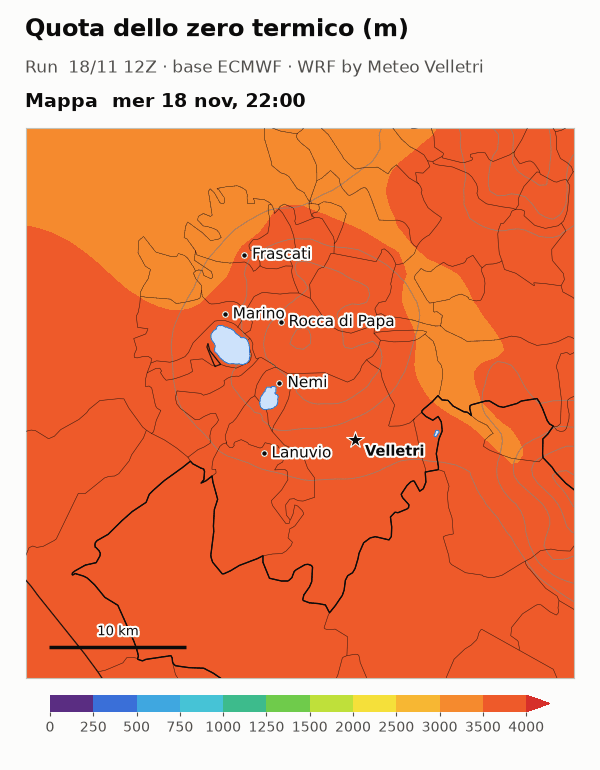 Quota dello zero termico (m)
Run  18/11 12Z · base ECMWF · WRF by Meteo Velletri
Mappa  mer 18 nov, 22:00
Frascati
Marino
Rocca di Papa
Nemi
Velletri
Lanuvio
10 km
0 250 500 750 1000 1250 1500 2000 2500 3000 3500 4000